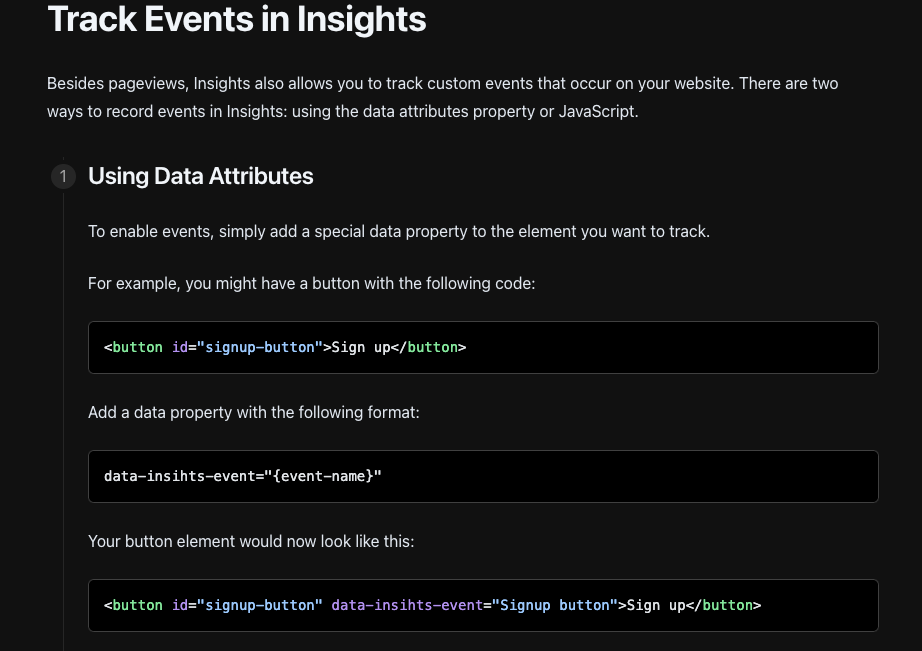 Track Events in Insights
Besides pageviews, Insights also allows you to track custom events that occur on your website. There are two
ways to record events in Insights: using the data attributes property or JavaScript.
1 Using Data Attributes
To enable events, simply add a special data property to the element you want to track.
For example, you might have a button with the following code:
<button id="signup-button">Sign up</button>
Add a data property with the following format:
data-insihts-event="{event-name}"
Your button element would now look like this:
<button id="signup-button" data-insihts-event="Signup button">Sign up</button>